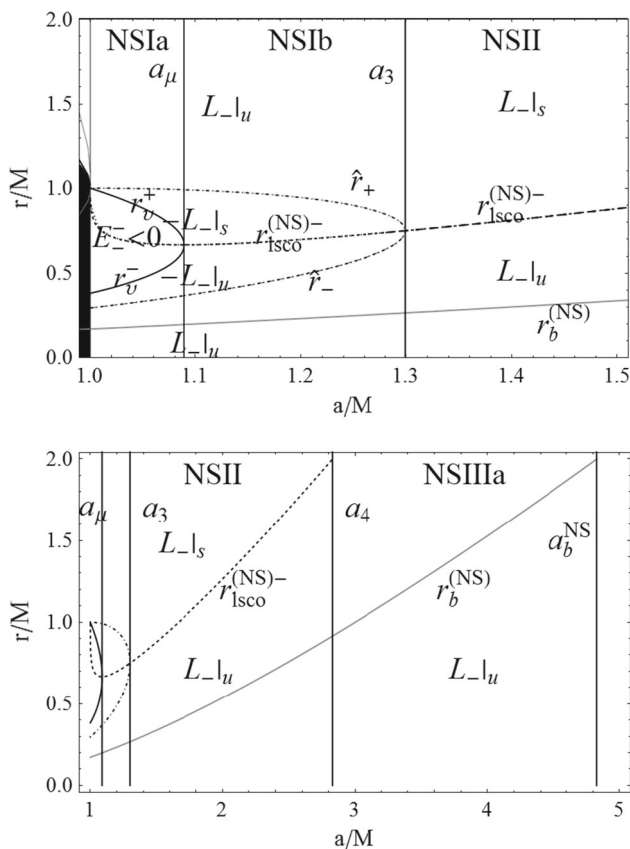 2.0 NSIa NSIb NSII
a_μ a_3
L_-|_u L_-|_s
1.5
r̂_+
1.0
r_υ^+ -L_-|_s r_lsco^(NS)- r_lsco^(NS)-
E_-^-<0
r/M
0.5 r_υ^- -L_-|_u r̂_- L_-|_u
r_b^(NS)
L_-|_u
0.0
1.0 1.1 1.2 1.3 1.4 1.5
a/M
2.0 NSII NSIIIa
a_μ a_3 a_4 a_b^NS
L_-|_s
1.5
r_lsco^(NS)- r_b^(NS)
r/M
1.0
L_-|_u L_-|_u
0.5
0.0
1 2 3 4 5
a/M